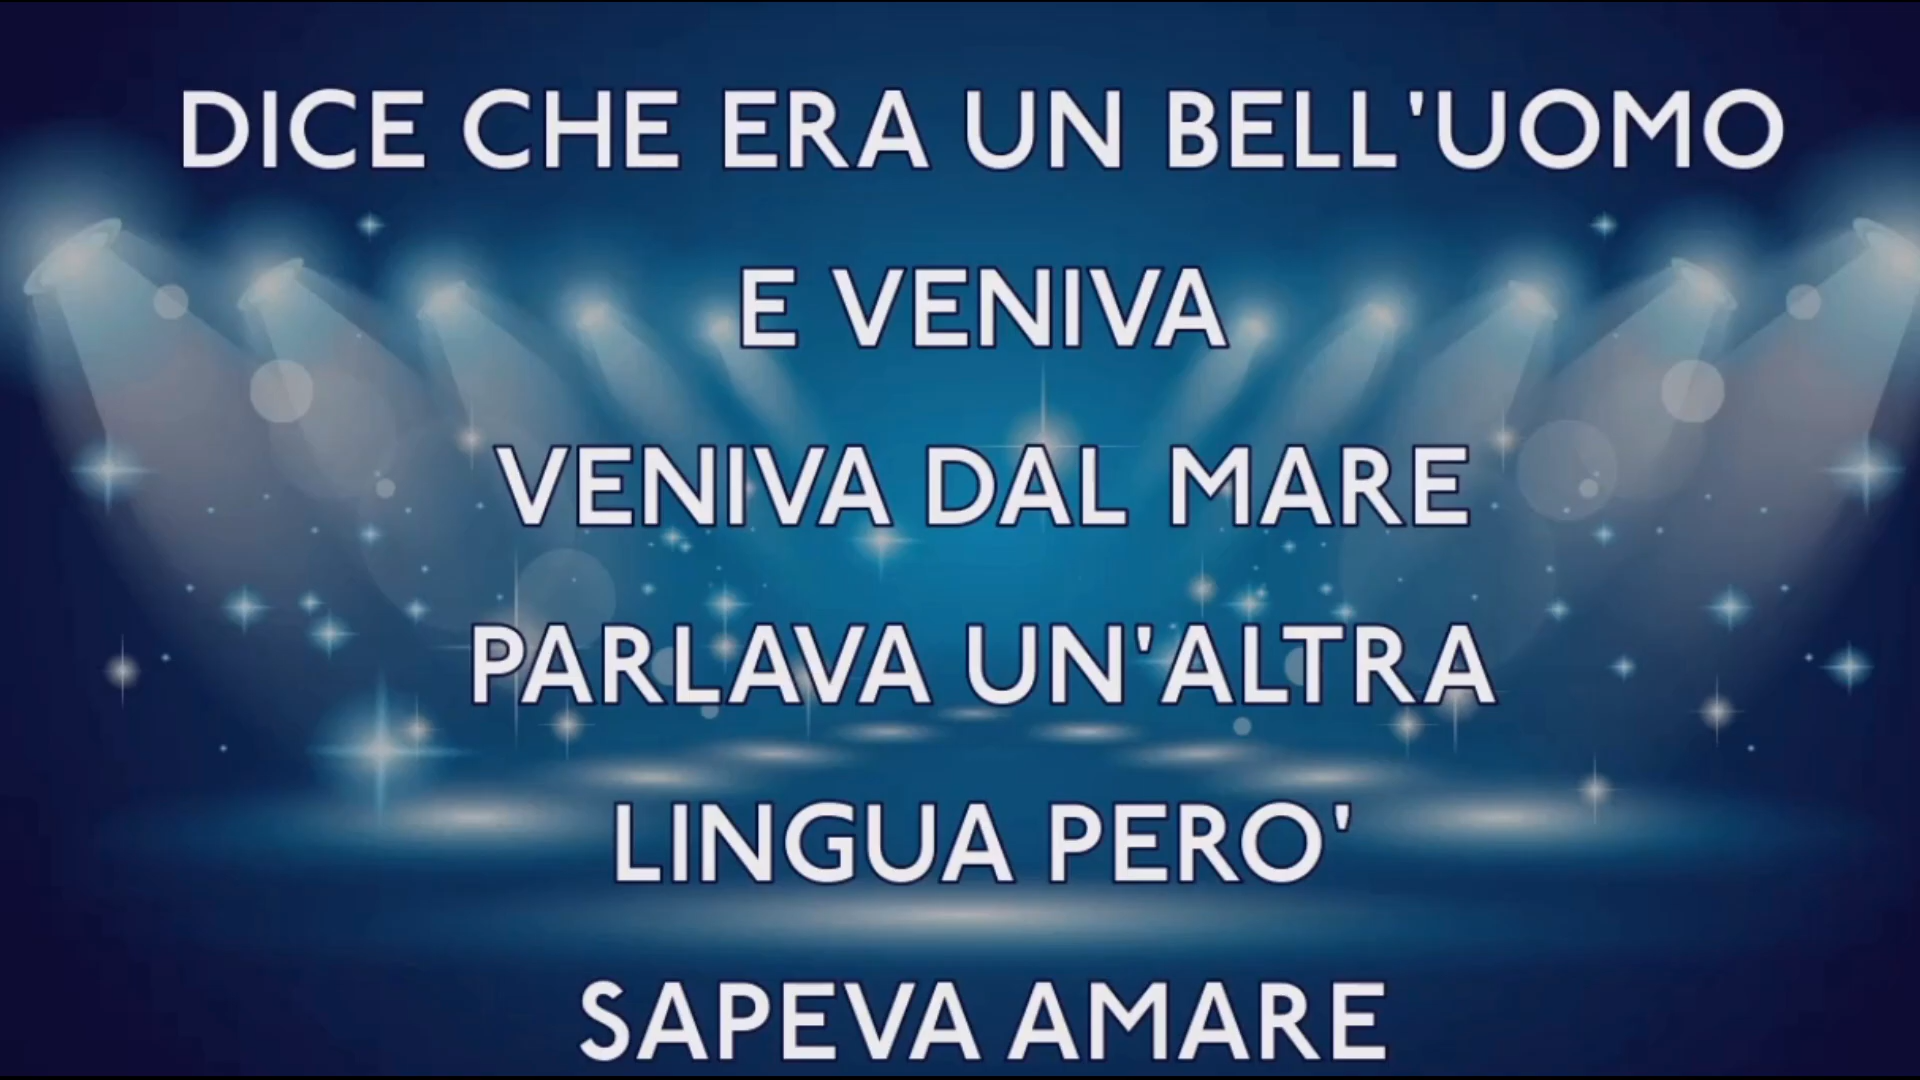 DICE CHE ERA UN BELL'UOMO
E VENIVA
VENIVA DAL MARE
PARLAVA UN'ALTRA
LINGUA PERO'
SAPEVA AMARE